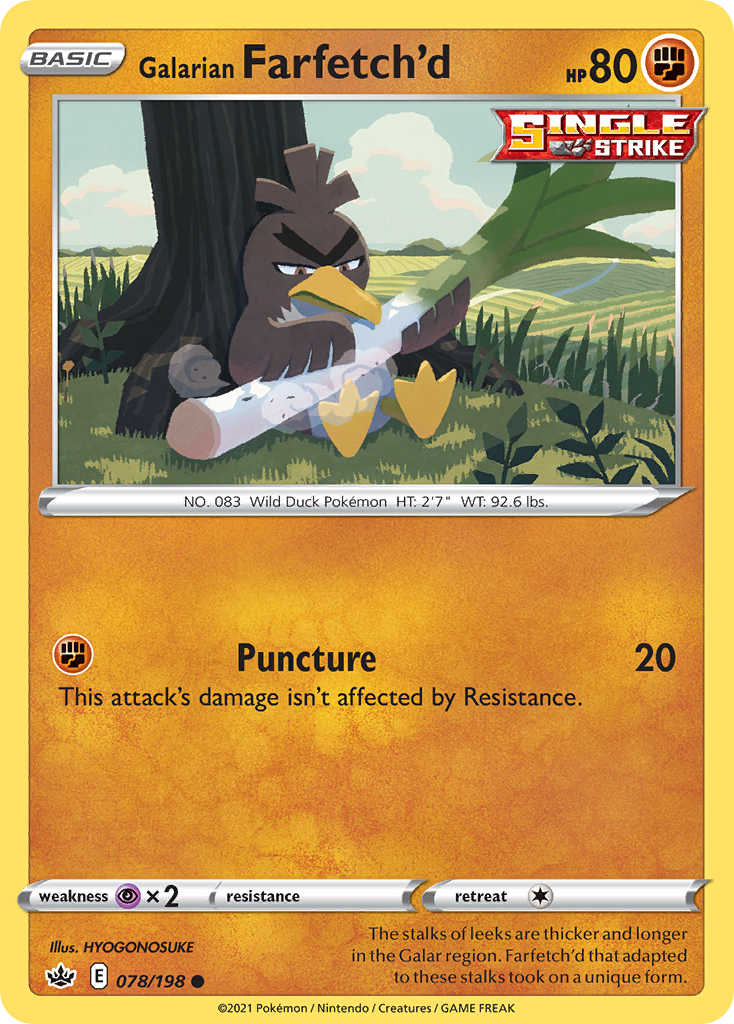 BASIC
Galarian Farfetch'd
HP 80
SINGLE
STRIKE
NO. 083 Wild Duck Pokémon HT: 2'7" WT: 92.6 lbs.
Puncture 20
This attack's damage isn't affected by Resistance.
weakness ×2 resistance retreat
Illus. HYOGONOSUKE
The stalks of leeks are thicker and longer
in the Galar region. Farfetch'd that adapted
to these stalks took on a unique form.
E 078/198
©2021 Pokémon / Nintendo / Creatures / GAME FREAK